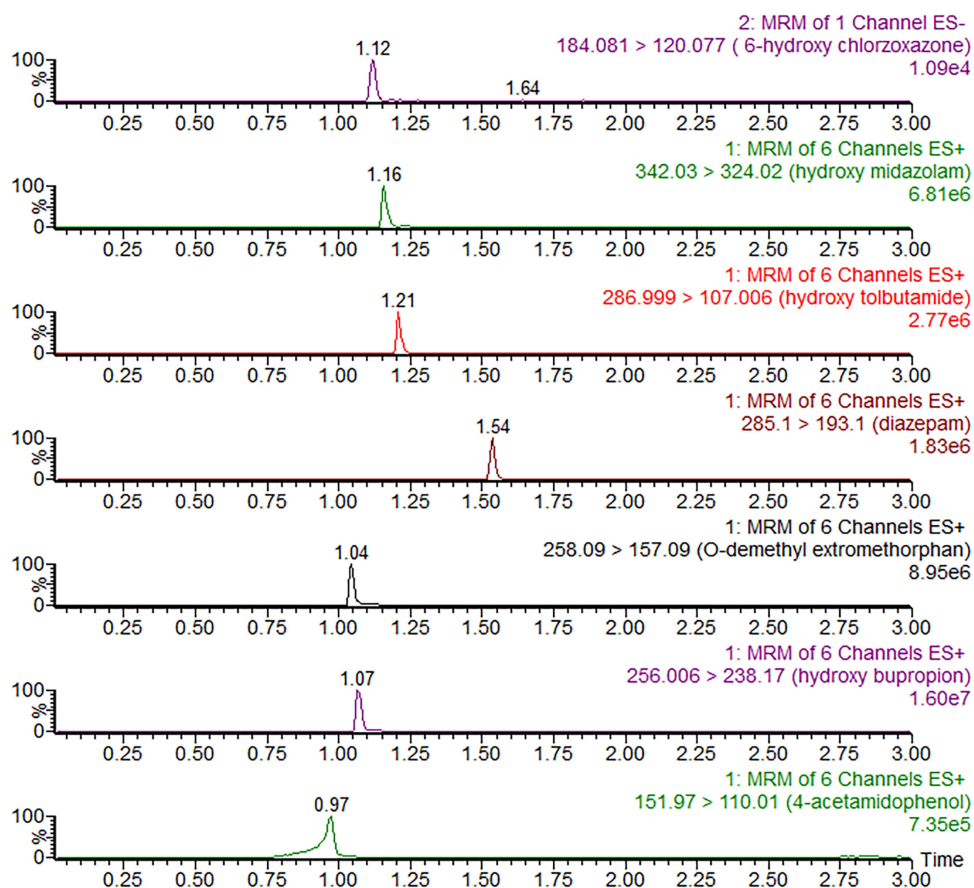 2: MRM of 1 Channel ES-
184.081 > 120.077 ( 6-hydroxy chlorzoxazone)
1.09e4
1.12
1.64
100
%
0
0.25 0.50 0.75 1.00 1.25 1.50 1.75 2.00 2.25 2.50 2.75 3.00
1: MRM of 6 Channels ES+
342.03 > 324.02 (hydroxy midazolam)
6.81e6
1.16
100
%
0
0.25 0.50 0.75 1.00 1.25 1.50 1.75 2.00 2.25 2.50 2.75 3.00
1: MRM of 6 Channels ES+
286.999 > 107.006 (hydroxy tolbutamide)
2.77e6
1.21
100
%
0
0.25 0.50 0.75 1.00 1.25 1.50 1.75 2.00 2.25 2.50 2.75 3.00
1: MRM of 6 Channels ES+
285.1 > 193.1 (diazepam)
1.83e6
1.54
100
%
0
0.25 0.50 0.75 1.00 1.25 1.50 1.75 2.00 2.25 2.50 2.75 3.00
1: MRM of 6 Channels ES+
258.09 > 157.09 (O-demethyl extromethorphan)
8.95e6
1.04
100
%
0
0.25 0.50 0.75 1.00 1.25 1.50 1.75 2.00 2.25 2.50 2.75 3.00
1: MRM of 6 Channels ES+
256.006 > 238.17 (hydroxy bupropion)
1.60e7
1.07
100
%
0
0.25 0.50 0.75 1.00 1.25 1.50 1.75 2.00 2.25 2.50 2.75 3.00
1: MRM of 6 Channels ES+
151.97 > 110.01 (4-acetamidophenol)
7.35e5
0.97
100
%
0
Time
0.25 0.50 0.75 1.00 1.25 1.50 1.75 2.00 2.25 2.50 2.75 3.00